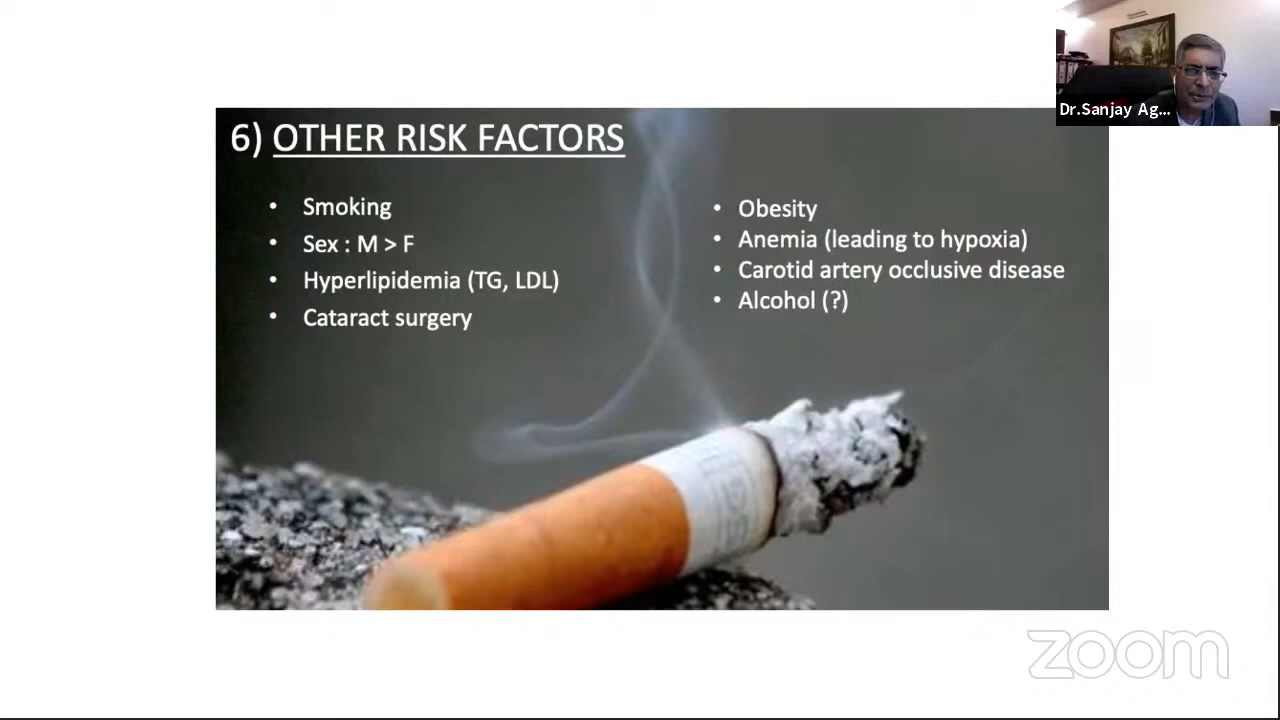 Dr.Sanjay Ag...
6) OTHER RISK FACTORS
• Smoking
• Sex : M > F
• Hyperlipidemia (TG, LDL)
• Cataract surgery
• Obesity
• Anemia (leading to hypoxia)
• Carotid artery occlusive disease
• Alcohol (?)
zoom